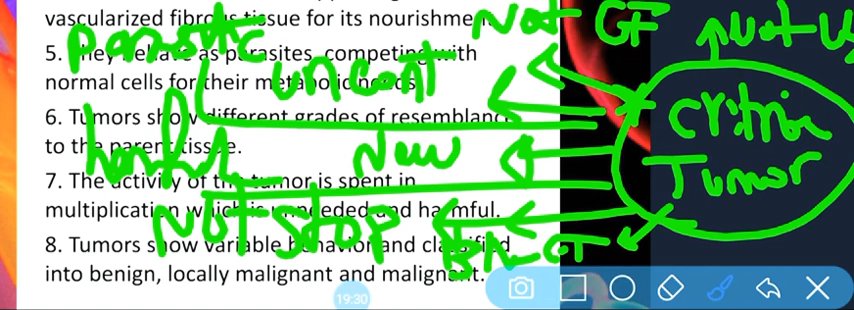 vascularized fibrous tissue for its nourishment.
Not GF
↑Not U
5. They behave as parasites, competing with
normal cells for their metabolic needs.
parasitic
uncont
6. Tumors show different grades of resemblance
to the parent tissue.
criteria
Tumor
harmful
New
7. The activity of the tumor is spent in
multiplication which is unneeded and harmful.
NOT STOP
8. Tumors show variable behavior and classified
into benign, locally malignant and malignant.
19:30